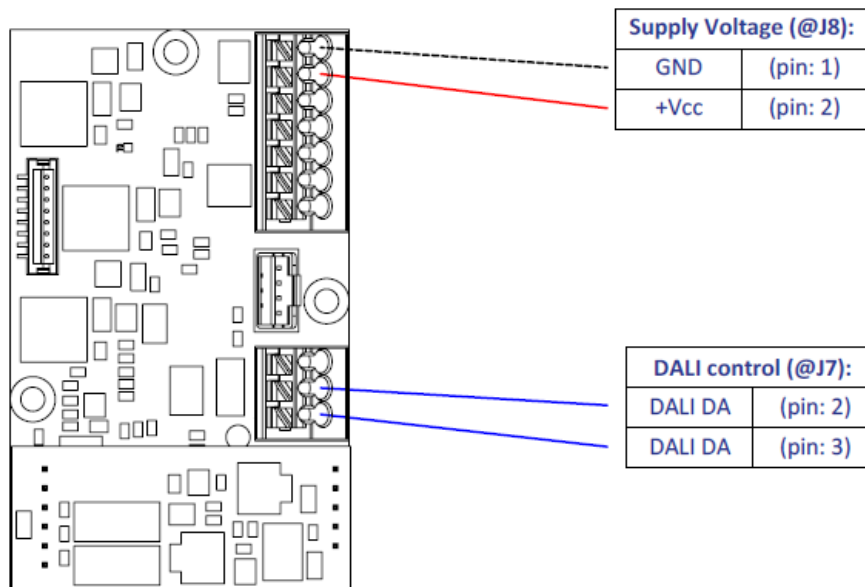 Supply Voltage (@J8):
GND (pin: 1)
+Vcc (pin: 2)
DALI control (@J7):
DALI DA (pin: 2)
DALI DA (pin: 3)